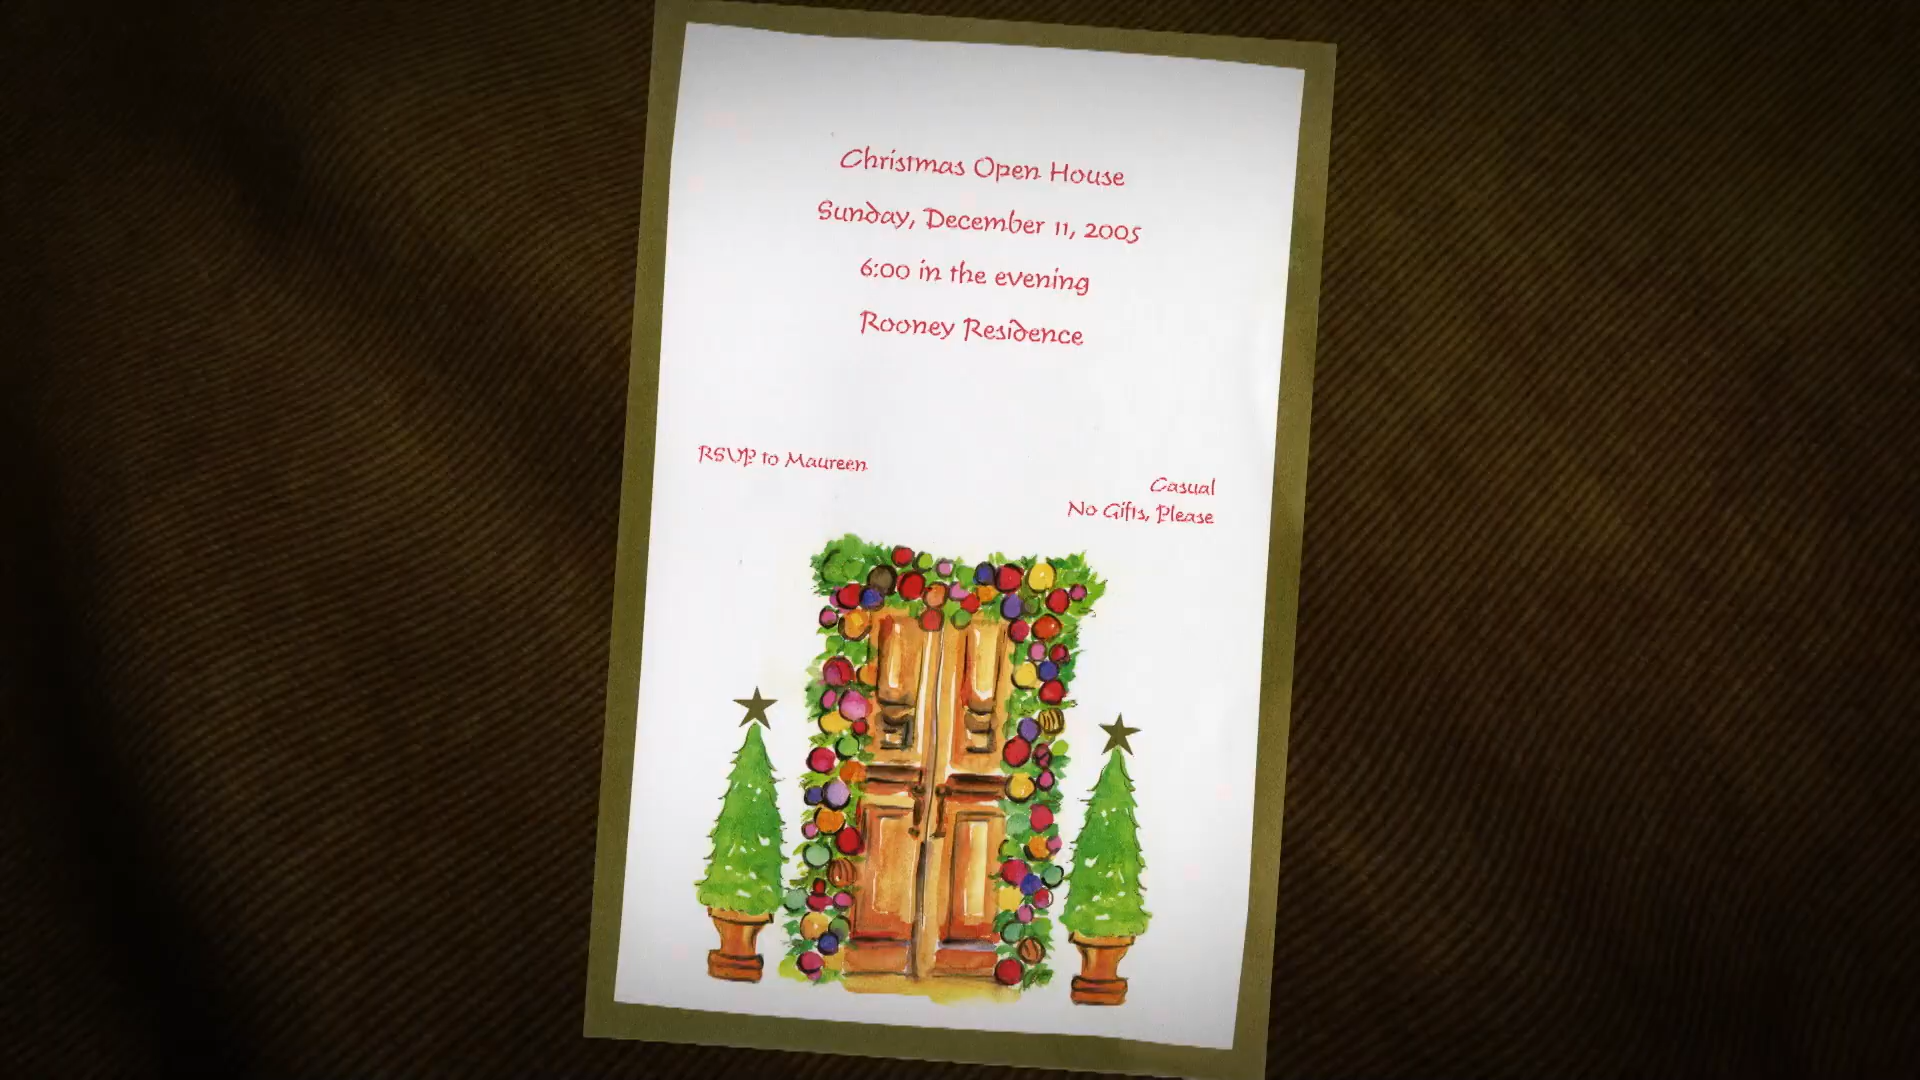 Christmas Open House
Sunday, December 11, 2005
6:00 in the evening
Rooney Residence
RSVP to Maureen
Casual
No Gifts, Please